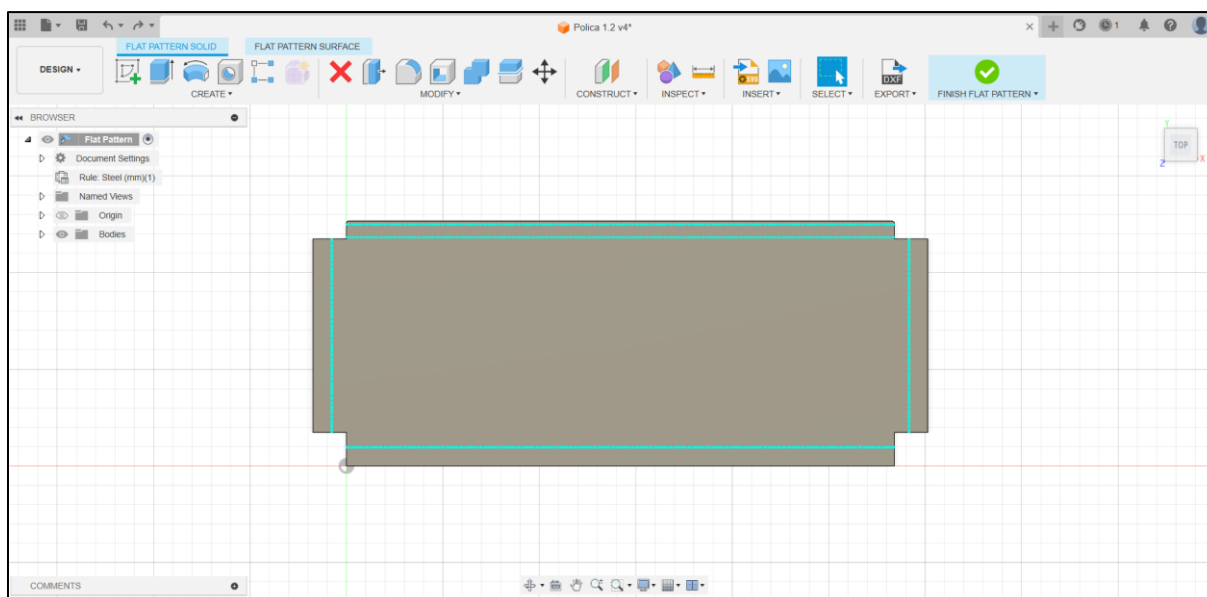 Polica 1.2 v4*
1
FLAT PATTERN SOLID
FLAT PATTERN SURFACE
DESIGN
CREATE
MODIFY
CONSTRUCT
INSPECT
INSERT
SELECT
DXF
EXPORT
FINISH FLAT PATTERN
BROWSER
Flat Pattern
Document Settings
Rule: Steel (mm)(1)
Named Views
Origin
Bodies
Y
TOP
X
Z
COMMENTS